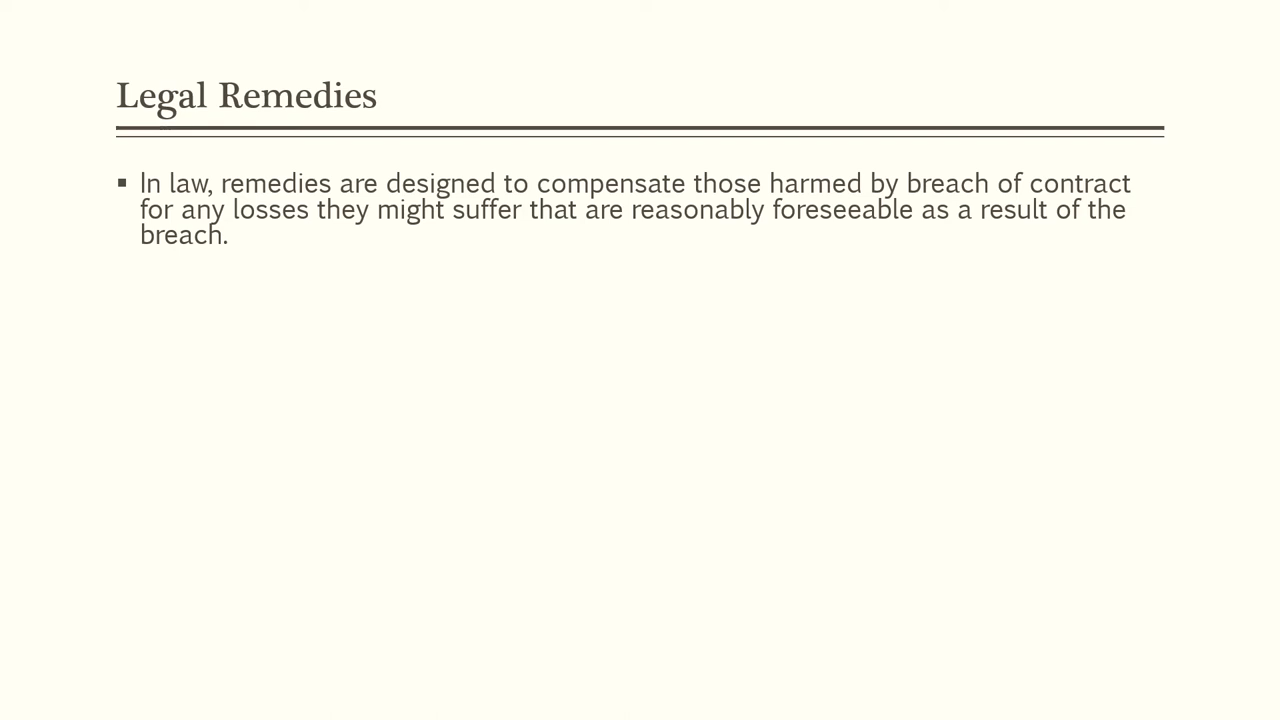 Legal Remedies
▪ In law, remedies are designed to compensate those harmed by breach of contract
for any losses they might suffer that are reasonably foreseeable as a result of the
breach.